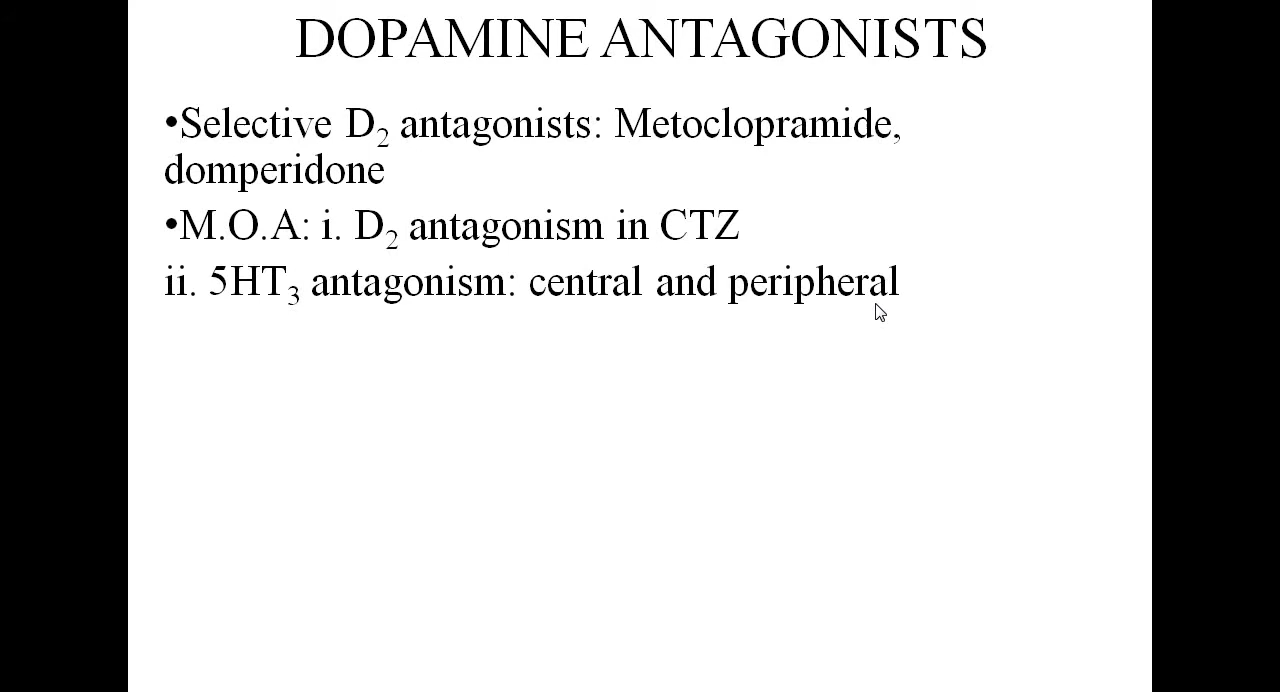 DOPAMINE ANTAGONISTS
•Selective D₂ antagonists: Metoclopramide,
domperidone
•M.O.A: i. D₂ antagonism in CTZ
ii. 5HT₃ antagonism: central and peripheral